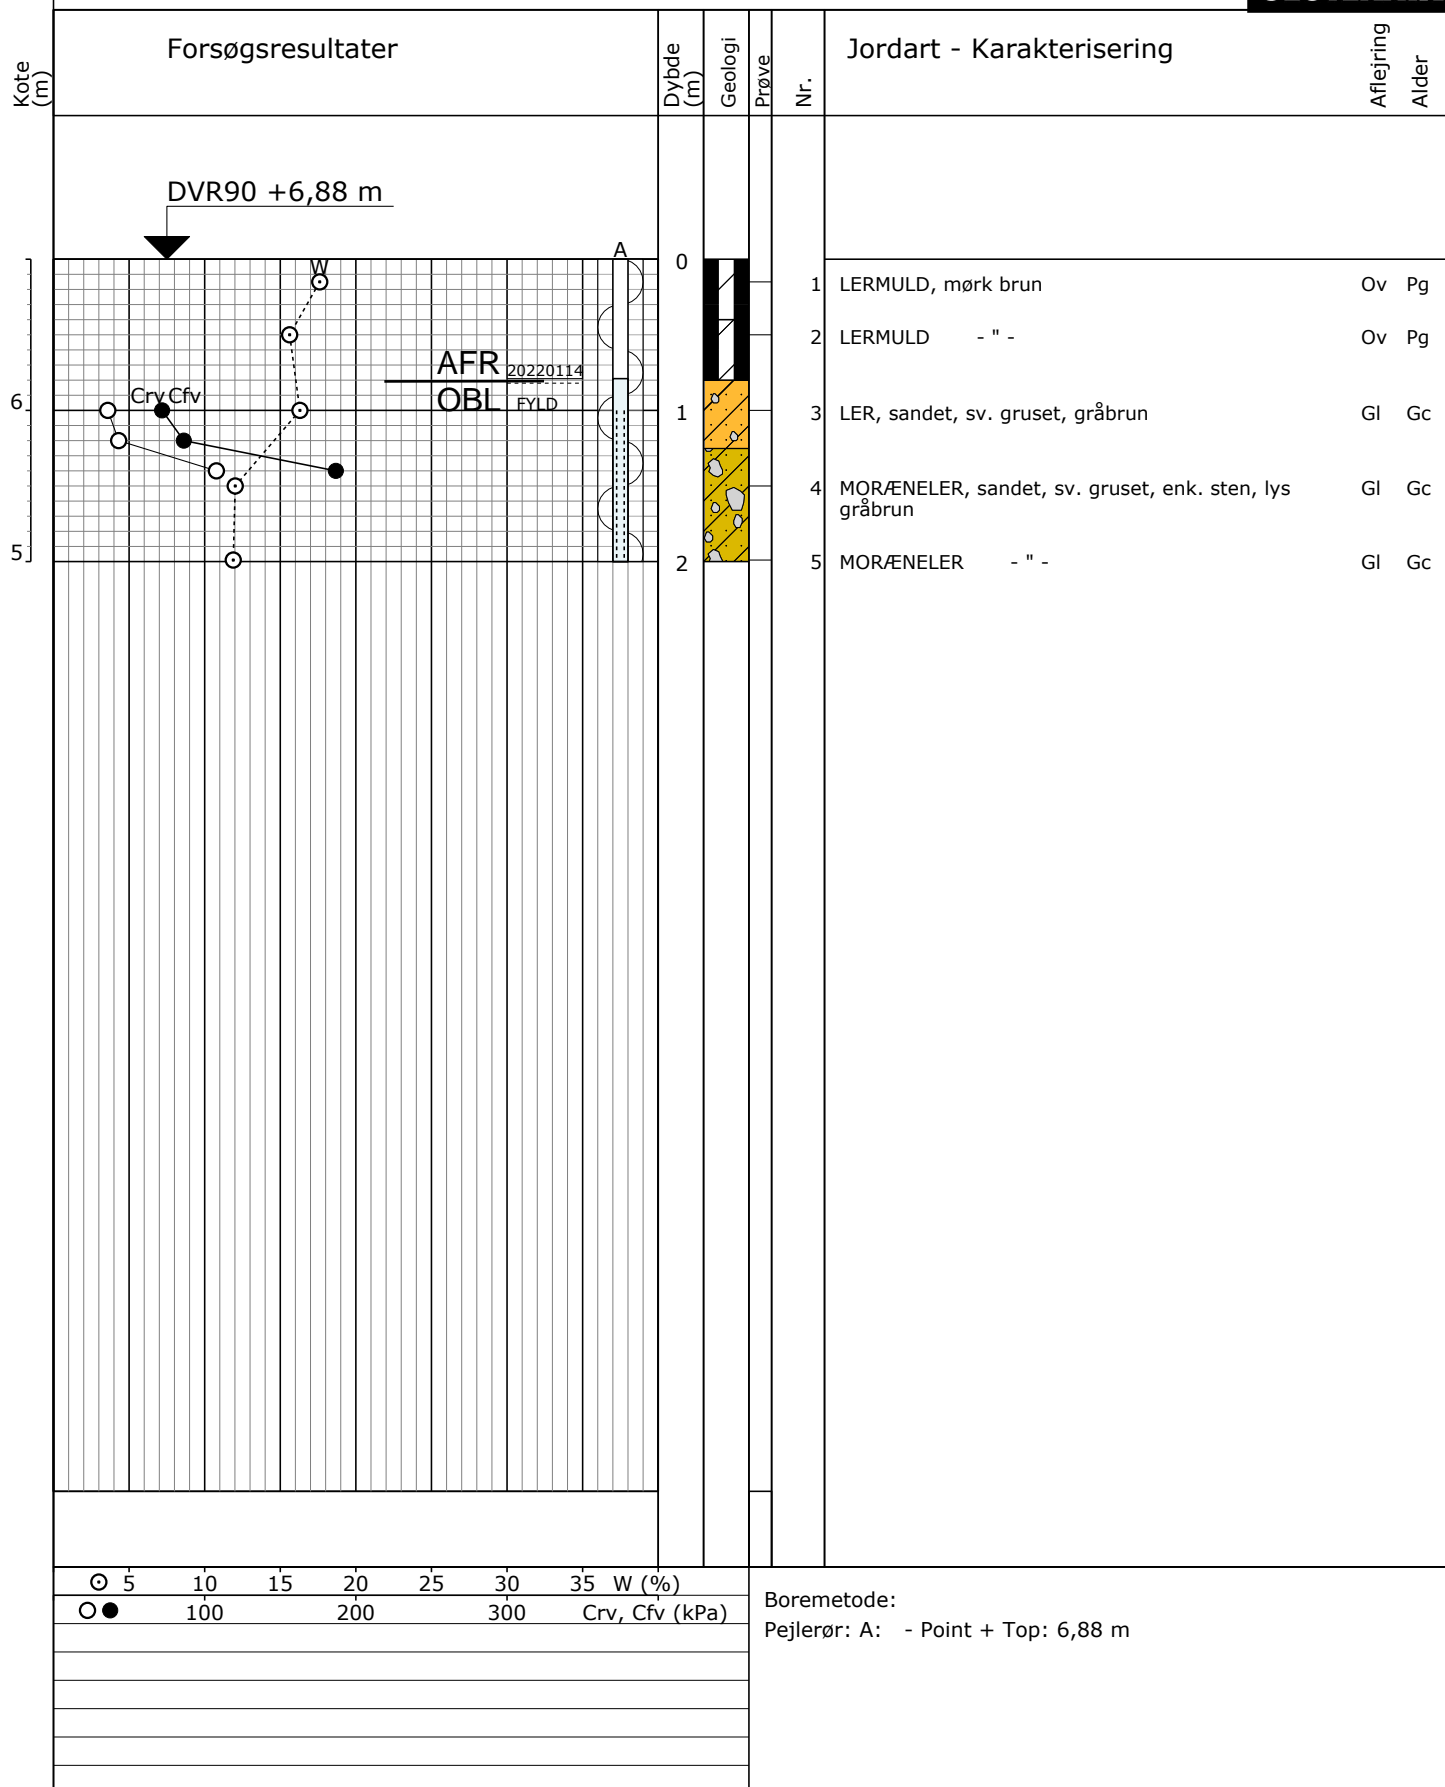 Kote (m)
Forsøgsresultater
Dybde (m)
Geologi
Prøve
Nr.
Jordart - Karakterisering
Aflejring
Alder
DVR90 +6,88 m
A
W
0
1 LERMULD, mørk brun Ov Pg
2 LERMULD - " - Ov Pg
AFR 20220114
OBL FYLD
Crv Cfv
6
1
3 LER, sandet, sv. gruset, gråbrun Gl Gc
4 MORÆNELER, sandet, sv. gruset, enk. sten, lys Gl Gc
gråbrun
5
2
5 MORÆNELER - " - Gl Gc
5 10 15 20 25 30 35 W (%)
100 200 300 Crv, Cfv (kPa)
Boremetode:
Pejlerør: A: - Point + Top: 6,88 m